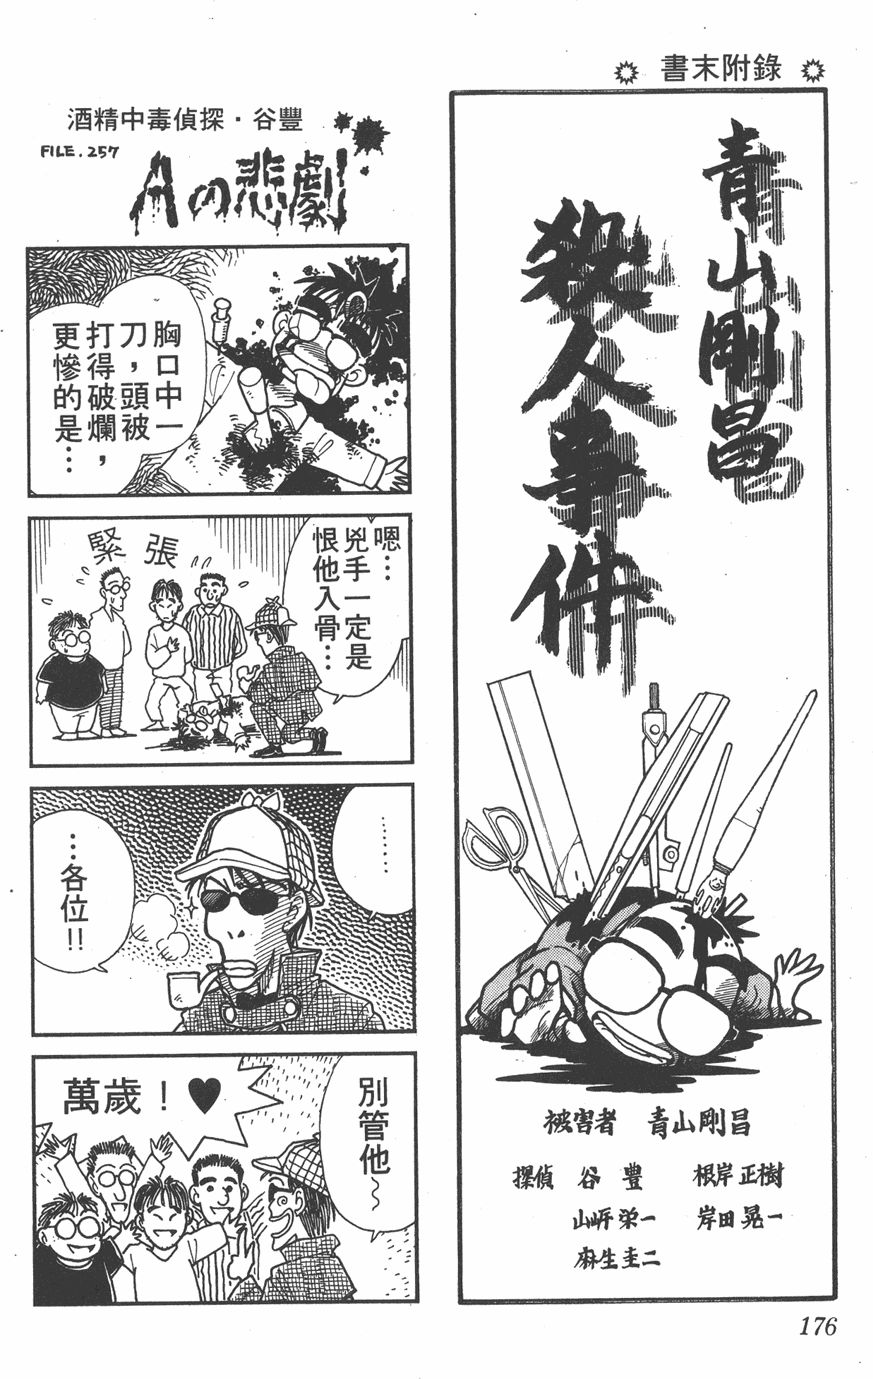 書末附錄
青山剛昌
殺人事件
被害者 青山剛昌
探偵 谷豐 根岸正樹
山岈栄一 岸田晃一
麻生圭二
176
酒精中毒偵探・谷豐
FILE.257
Aの悲劇
胸口中一
刀，頭被
打得破爛，
更慘的是…
嗯…
兇手一定是
恨他入骨…
緊張
………
…各位!!
別管他～
萬歲！♥